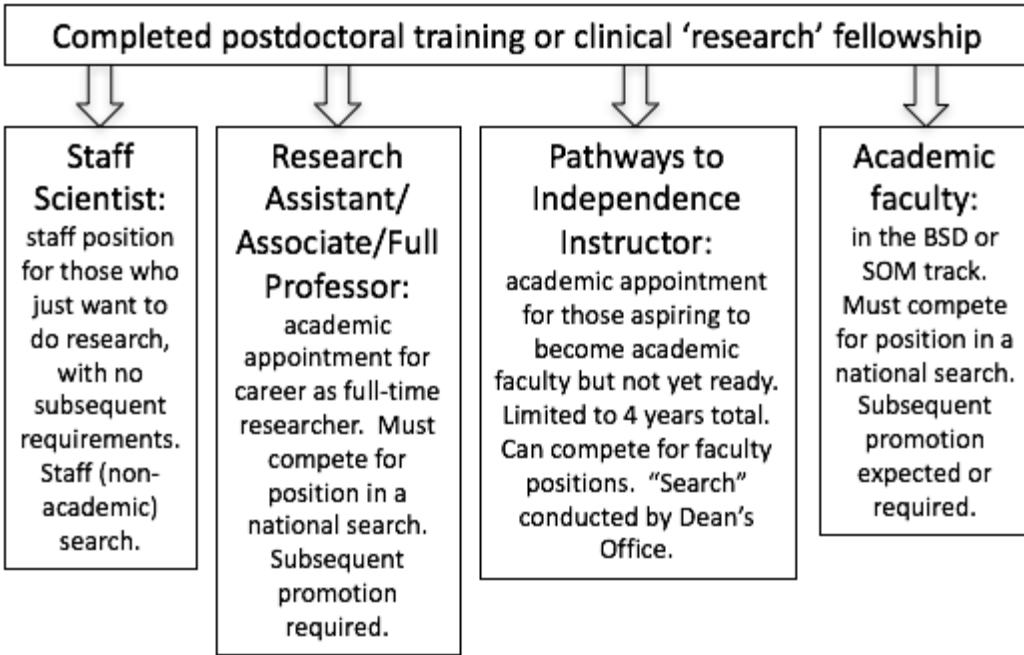 Completed postdoctoral training or clinical ‘research’ fellowship
Staff
Scientist:
staff position
for those who
just want to
do research,
with no
subsequent
requirements.
Staff (non-
academic)
search.
Research
Assistant/
Associate/Full
Professor:
academic
appointment for
career as full-time
researcher.  Must
compete for
position in a
national search.
Subsequent
promotion
required.
Pathways to
Independence
Instructor:
academic appointment
for those aspiring to
become academic
faculty but not yet ready.
Limited to 4 years total.
Can compete for faculty
positions.  “Search”
conducted by Dean’s
Office.
Academic
faculty:
in the BSD or
SOM track.
Must compete
for position in a
national search.
Subsequent
promotion
expected or
required.